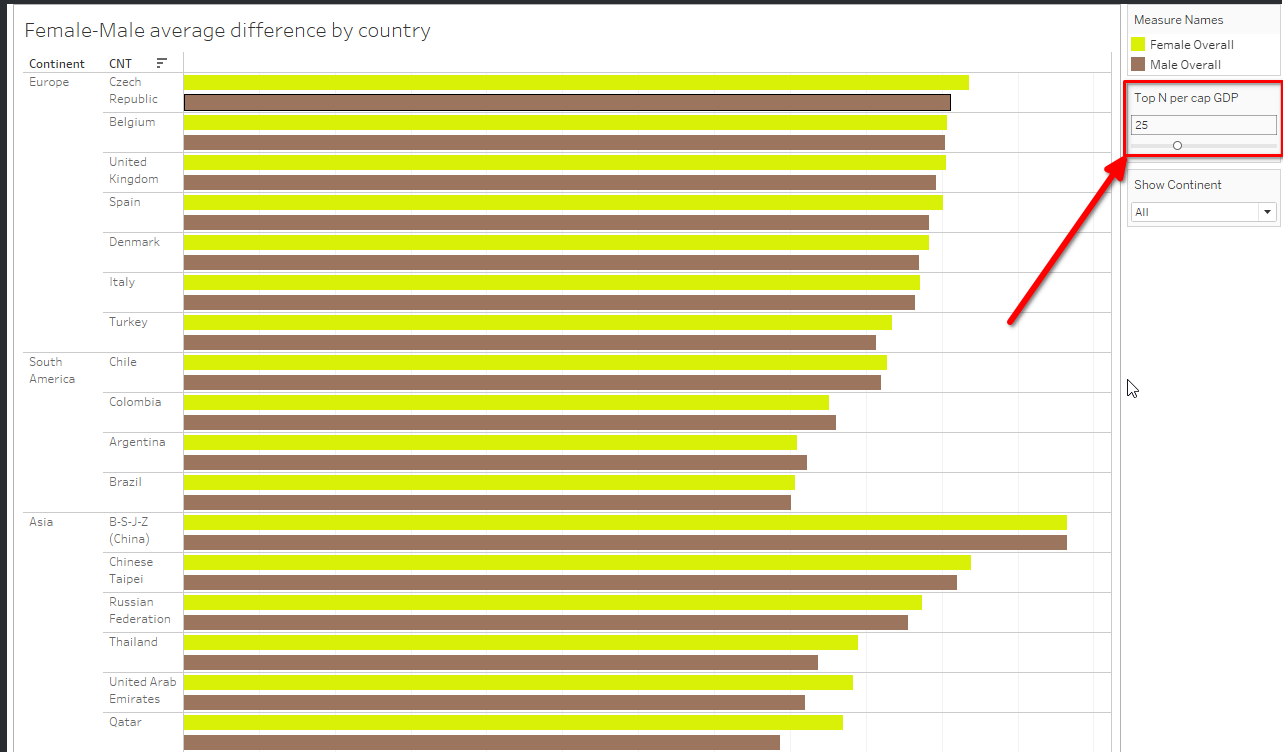 Female-Male average difference by country
Continent CNT
Europe Czech
Republic
Belgium
United
Kingdom
Spain
Denmark
Italy
Turkey
South Chile
America
Colombia
Argentina
Brazil
Asia B-S-J-Z
(China)
Chinese
Taipei
Russian
Federation
Thailand
United Arab
Emirates
Qatar
Measure Names
Female Overall
Male Overall
Top N per cap GDP
25
Show Continent
All